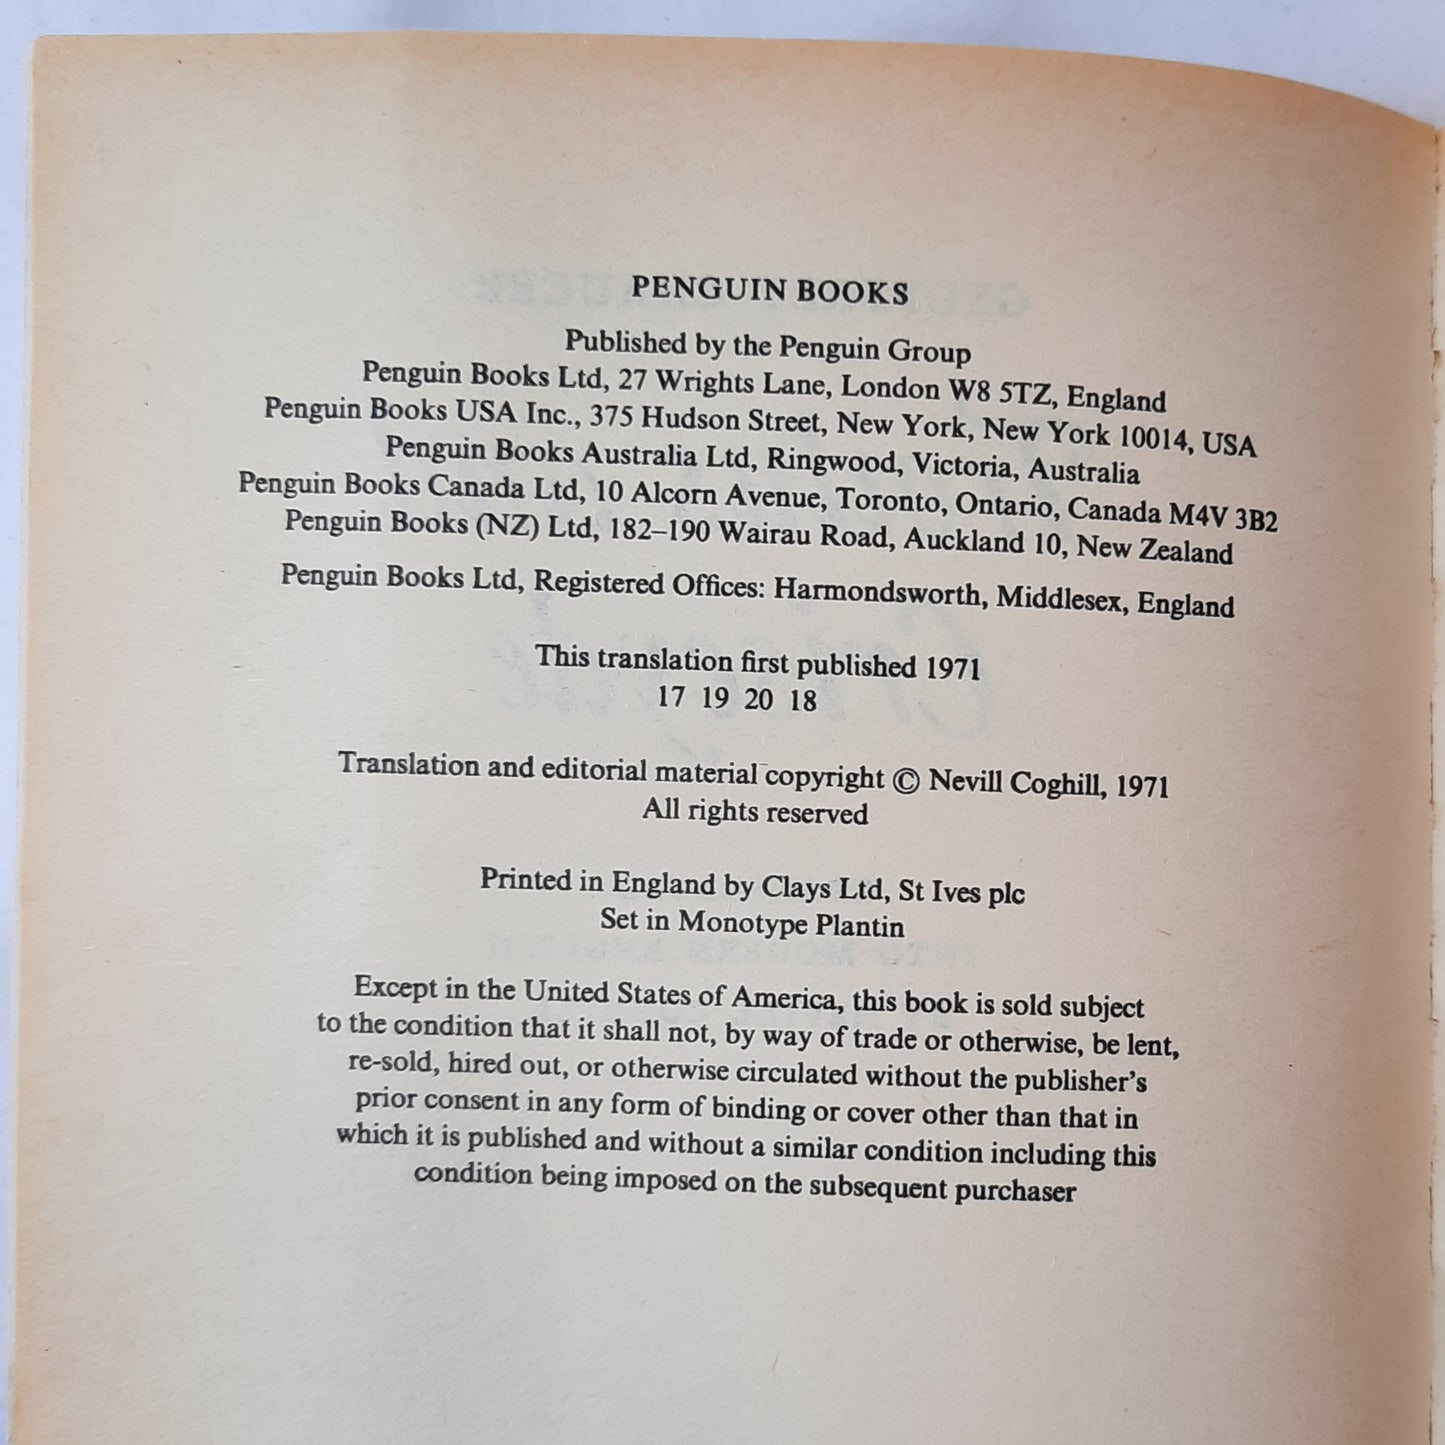 PENGUIN BOOKS
Published by the Penguin Group
Penguin Books Ltd, 27 Wrights Lane, London W8 5TZ, England
Penguin Books USA Inc., 375 Hudson Street, New York, New York 10014, USA
Penguin Books Australia Ltd, Ringwood, Victoria, Australia
Penguin Books Canada Ltd, 10 Alcorn Avenue, Toronto, Ontario, Canada M4V 3B2
Penguin Books (NZ) Ltd, 182–190 Wairau Road, Auckland 10, New Zealand
Penguin Books Ltd, Registered Offices: Harmondsworth, Middlesex, England
This translation first published 1971
17 19 20 18
Translation and editorial material copyright © Nevill Coghill, 1971
All rights reserved
Printed in England by Clays Ltd, St Ives plc
Set in Monotype Plantin
Except in the United States of America, this book is sold subject
to the condition that it shall not, by way of trade or otherwise, be lent,
re-sold, hired out, or otherwise circulated without the publisher's
prior consent in any form of binding or cover other than that in
which it is published and without a similar condition including this
condition being imposed on the subsequent purchaser